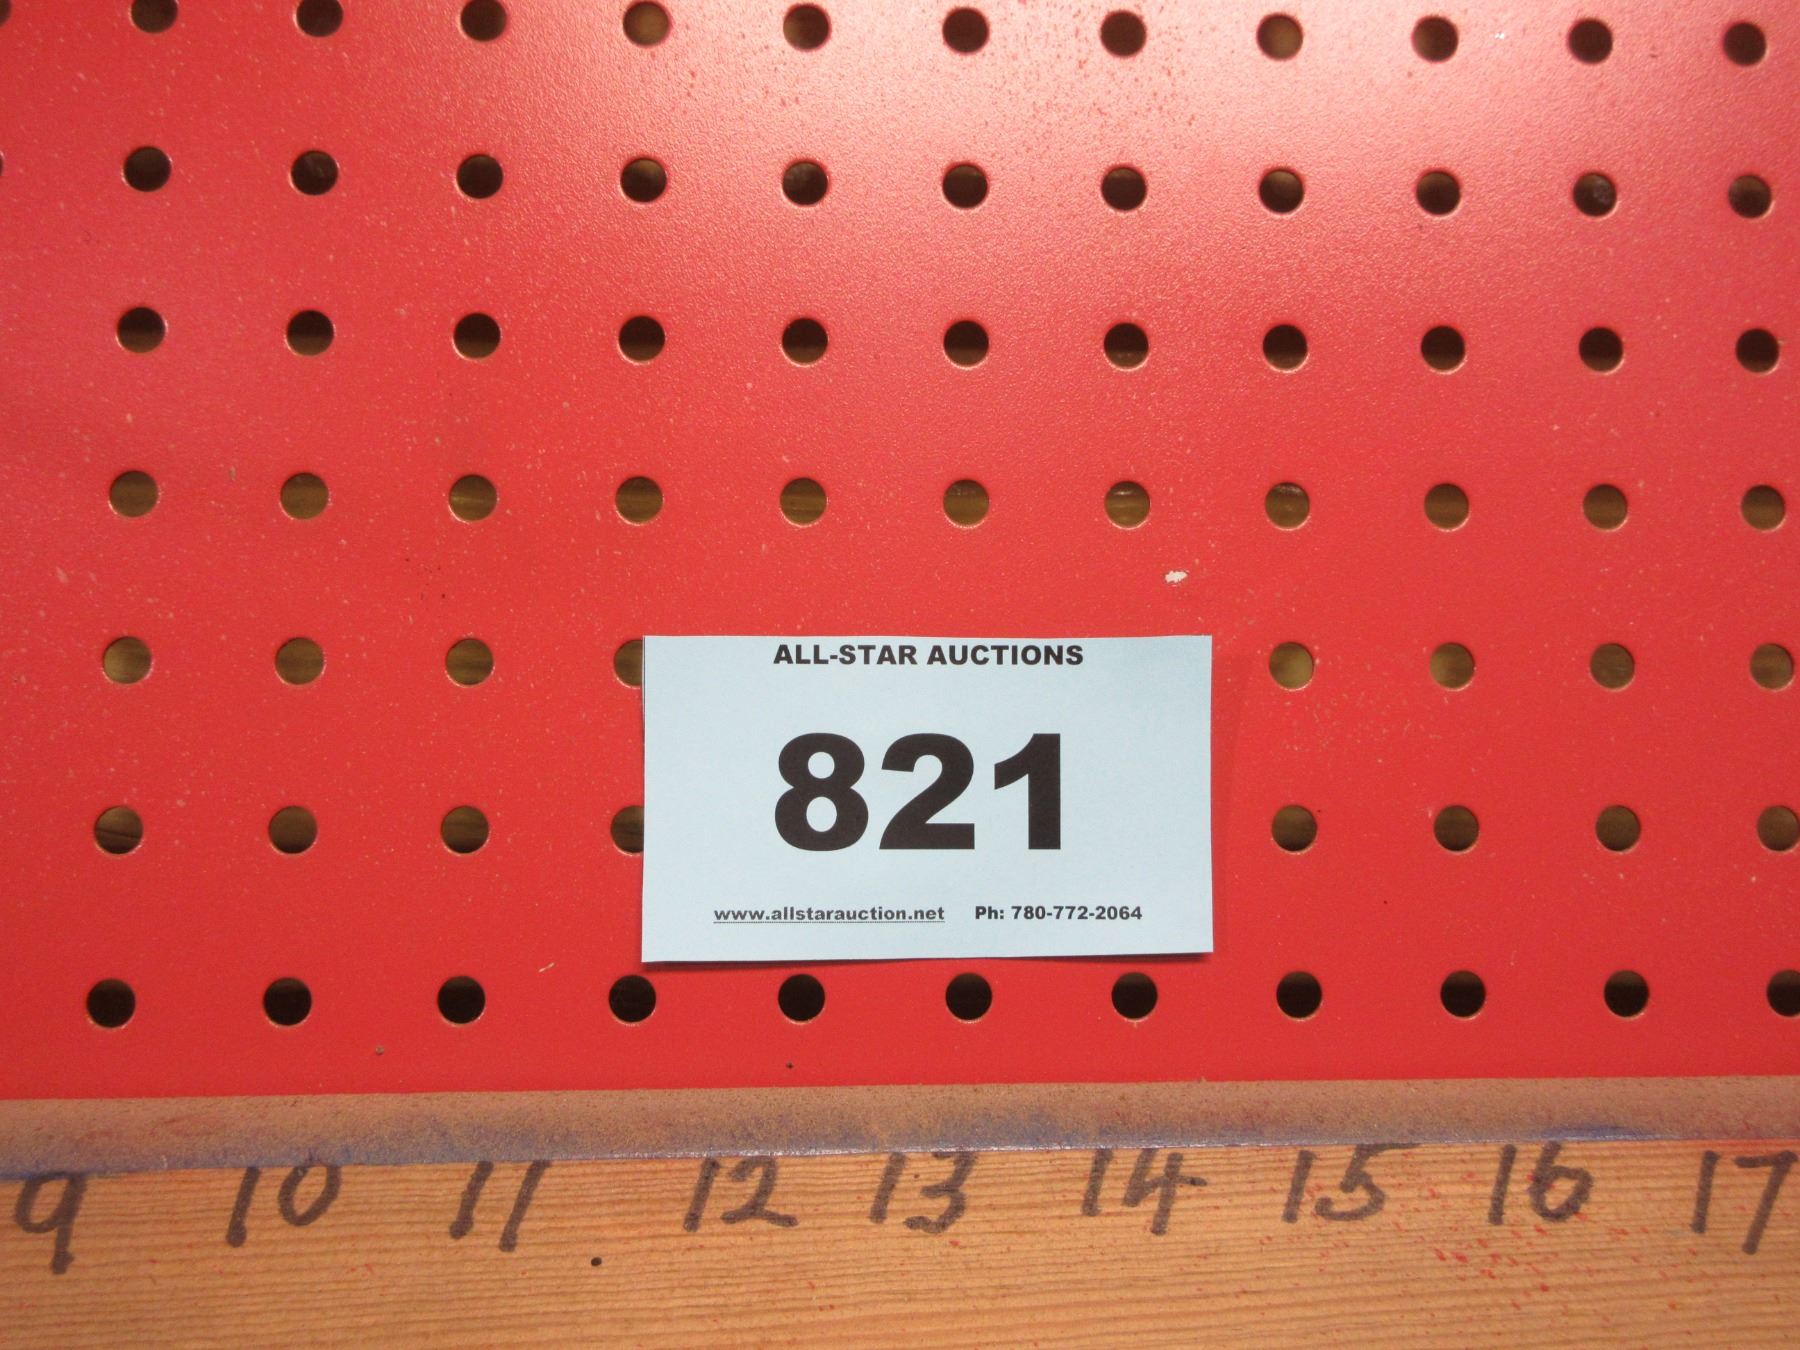 ALL-STAR AUCTIONS
821
www.allstarauction.net Ph: 780-772-2064
9 10 11 12 13 14 15 16 17